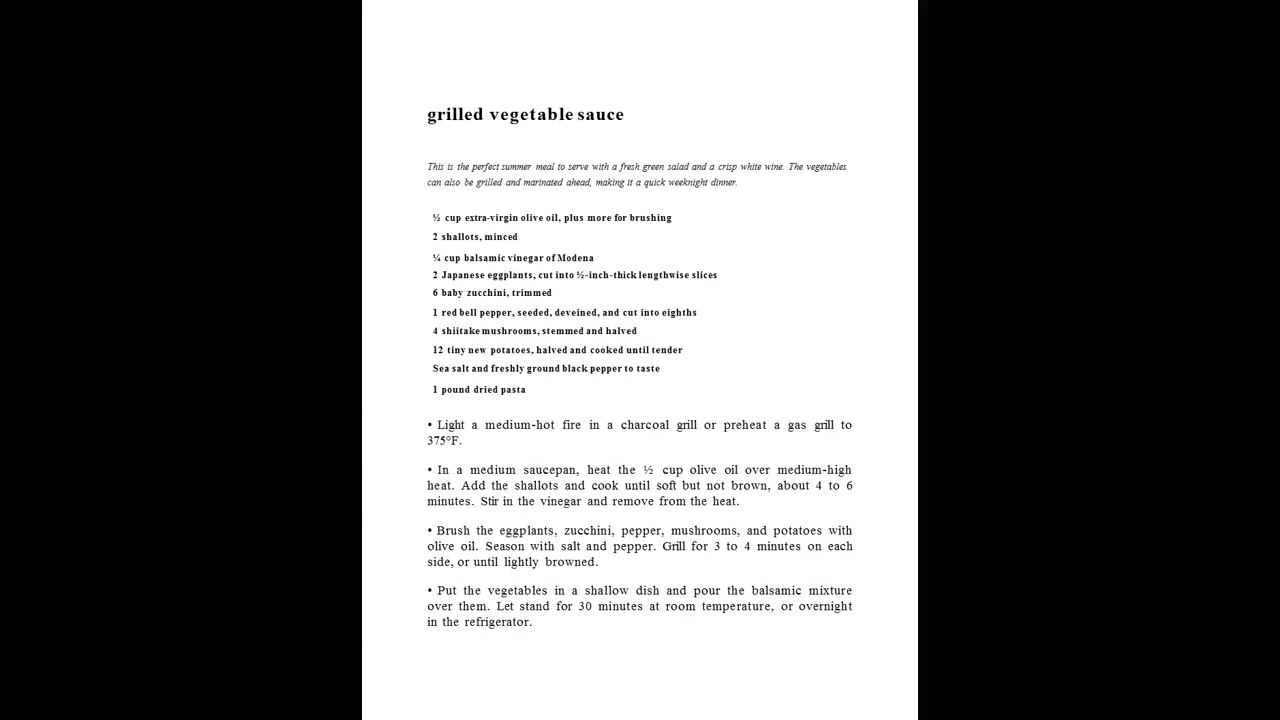 grilled vegetable sauce
This is the perfect summer meal to serve with a fresh green salad and a crisp white wine. The vegetables
can also be grilled and marinated ahead, making it a quick weeknight dinner.
½ cup extra-virgin olive oil, plus more for brushing
2 shallots, minced
¼ cup balsamic vinegar of Modena
2 Japanese eggplants, cut into ½-inch-thick lengthwise slices
6 baby zucchini, trimmed
1 red bell pepper, seeded, deveined, and cut into eighths
4 shiitake mushrooms, stemmed and halved
12 tiny new potatoes, halved and cooked until tender
Sea salt and freshly ground black pepper to taste
1 pound dried pasta
• Light a medium-hot fire in a charcoal grill or preheat a gas grill to
375°F.
• In a medium saucepan, heat the ½ cup olive oil over medium-high
heat. Add the shallots and cook until soft but not brown, about 4 to 6
minutes. Stir in the vinegar and remove from the heat.
• Brush the eggplants, zucchini, pepper, mushrooms, and potatoes with
olive oil. Season with salt and pepper. Grill for 3 to 4 minutes on each
side, or until lightly browned.
• Put the vegetables in a shallow dish and pour the balsamic mixture
over them. Let stand for 30 minutes at room temperature, or overnight
in the refrigerator.